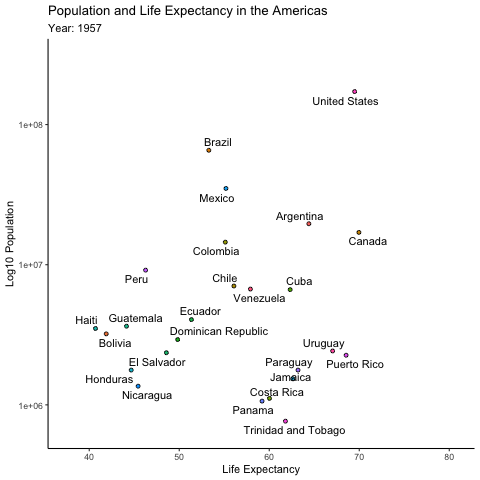 Population and Life Expectancy in the Americas
Year: 1957
United States
1e+08
Brazil
Mexico
Argentina
Canada
Colombia
1e+07
Peru
Chile
Cuba
Venezuela
Log10 Population
Haiti
Guatemala
Ecuador
Bolivia
Dominican Republic
Uruguay
El Salvador
Paraguay
Puerto Rico
Honduras
Jamaica
Nicaragua
Costa Rica
1e+06
Panama
Trinidad and Tobago
40 50 60 70 80
Life Expectancy